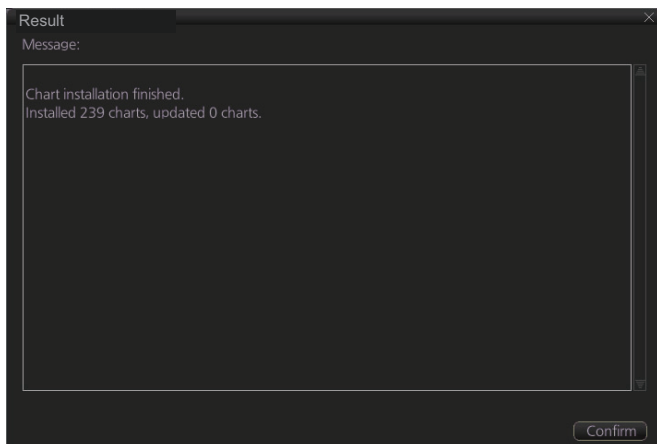 Result
Message:
Chart installation finished.
Installed 239 charts, updated 0 charts.
Confirm